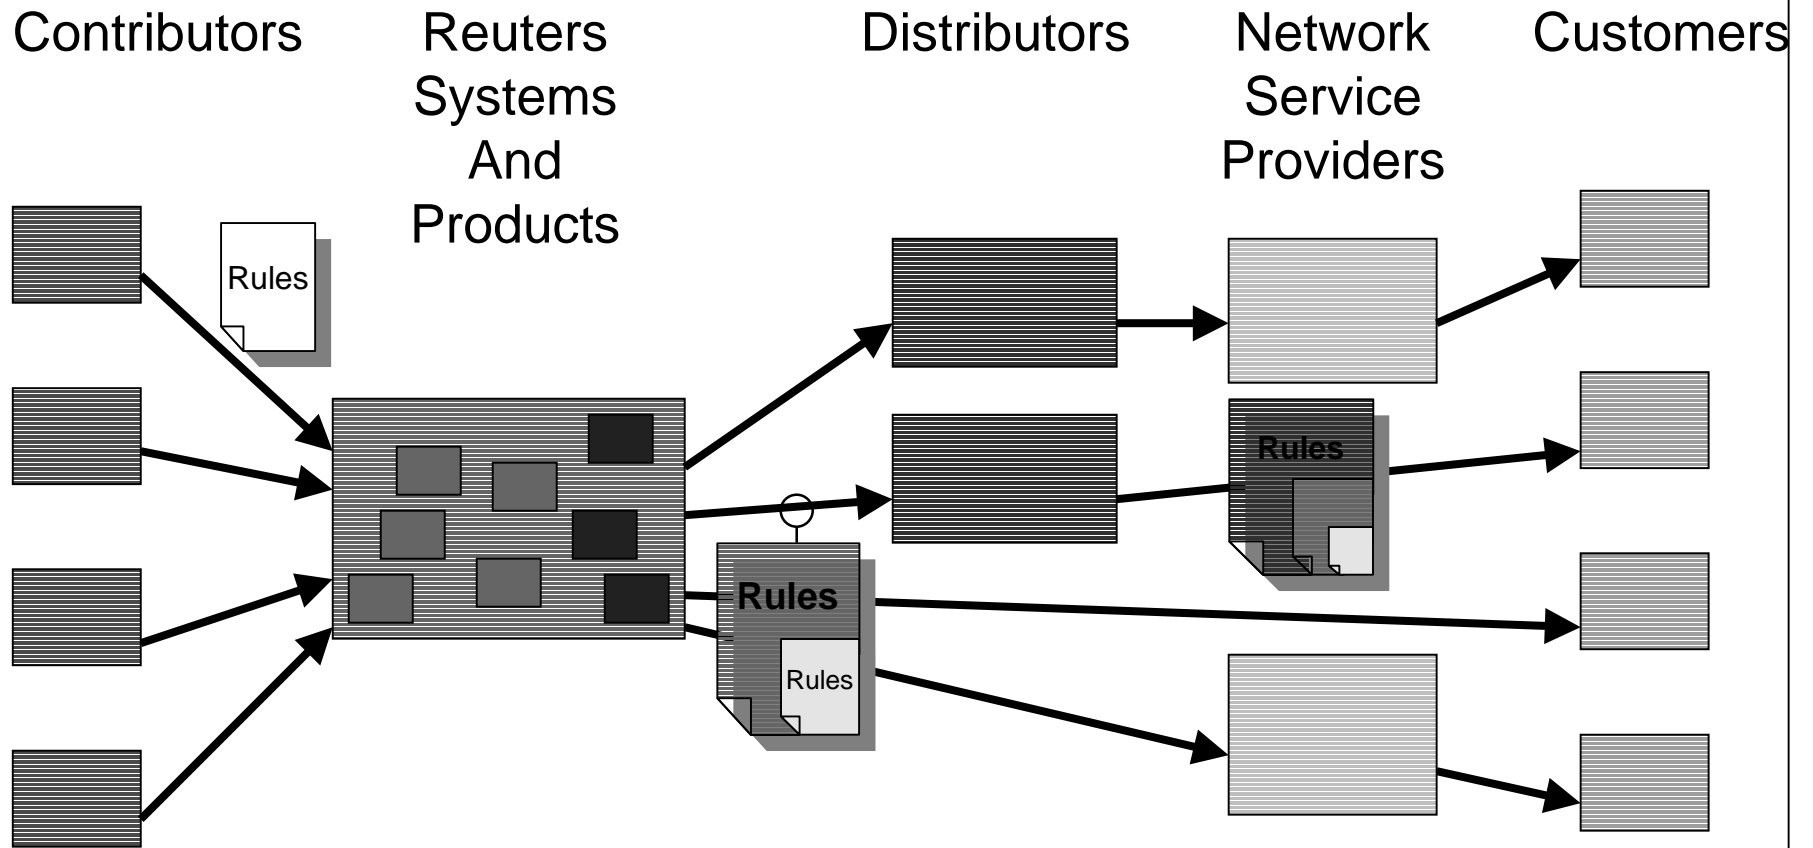 Contributors
Reuters
Systems
And
Products
Distributors
Network
Service
Providers
Customers
Rules
Rules
Rules
Rules